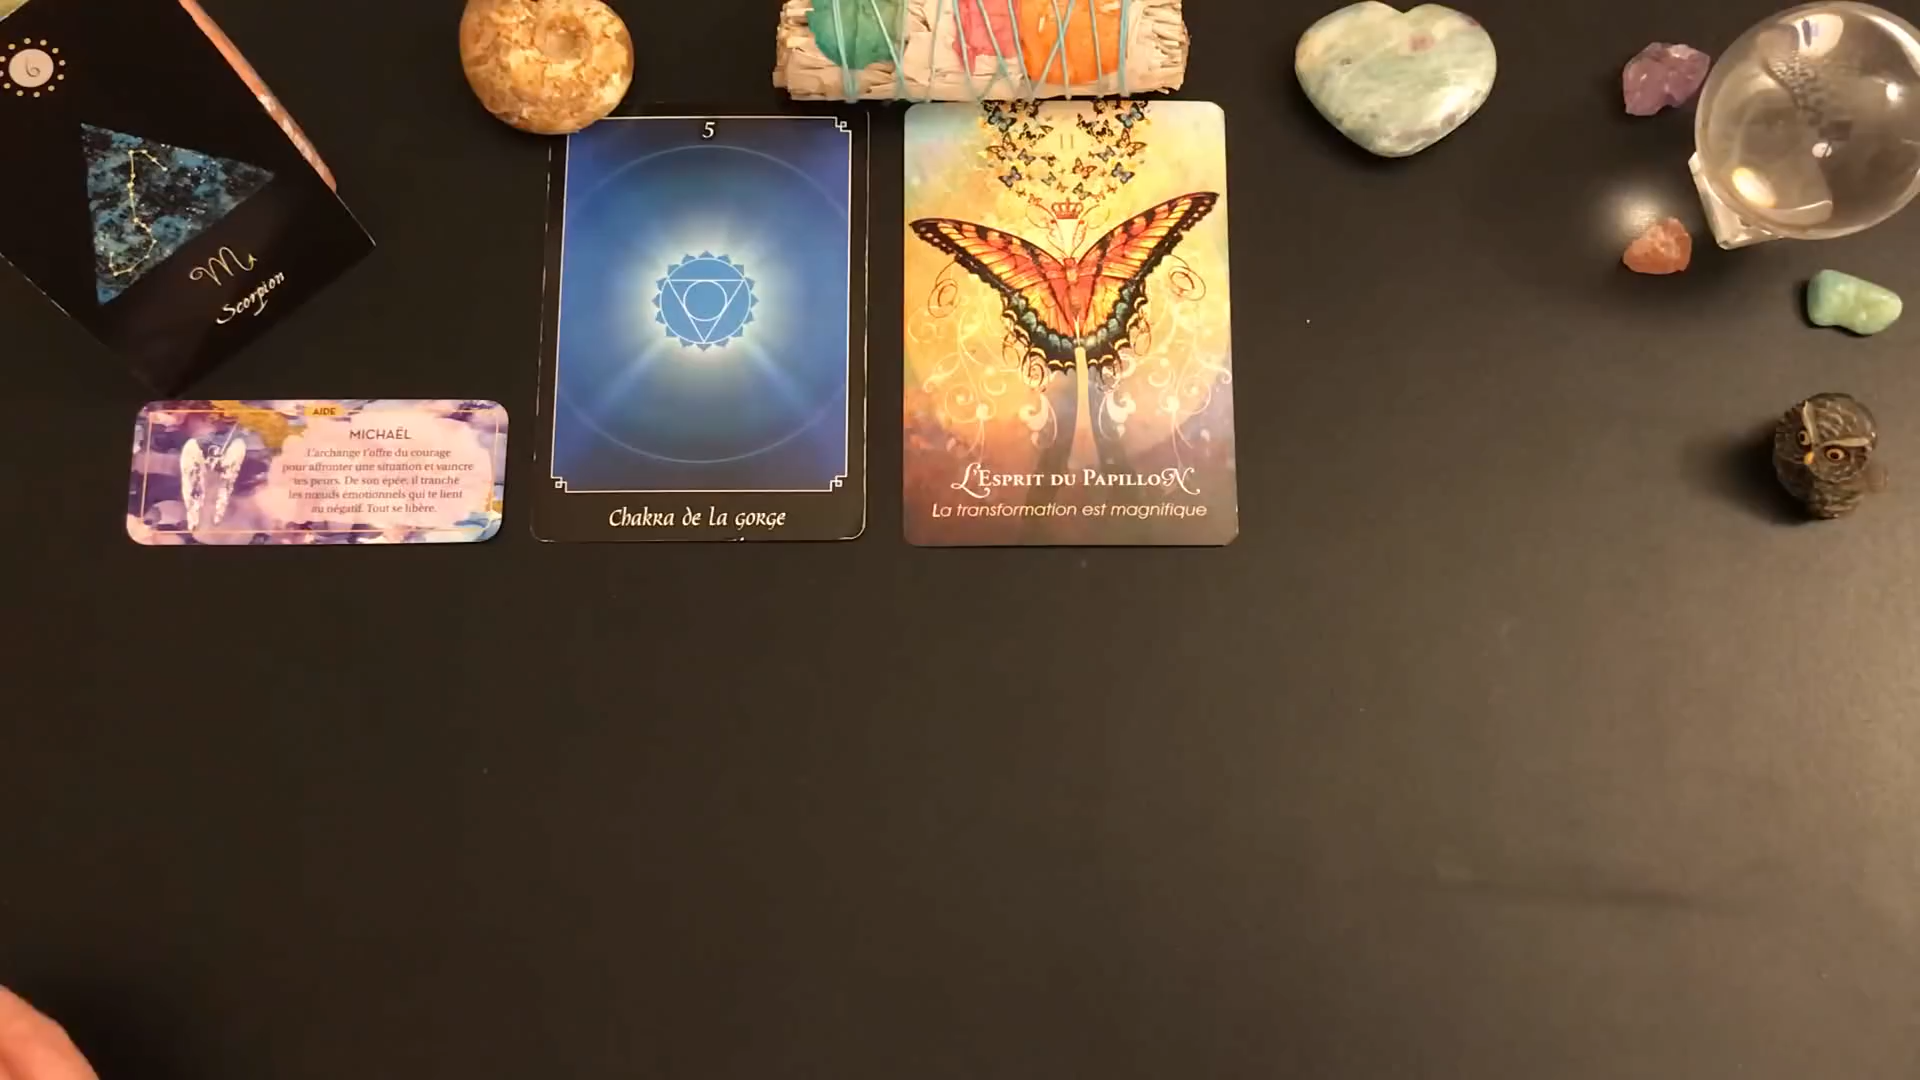 6
Scorpion
AIDE
MICHAËL
L'archange t'offre du courage
pour affronter une situation et vaincre
tes peurs. De son épée, il tranche
les nœuds émotionnels qui te lient
au négatif. Tout se libère.
5
Chakra de la gorge
11
L'ESPRIT DU PAPILLON
La transformation est magnifique